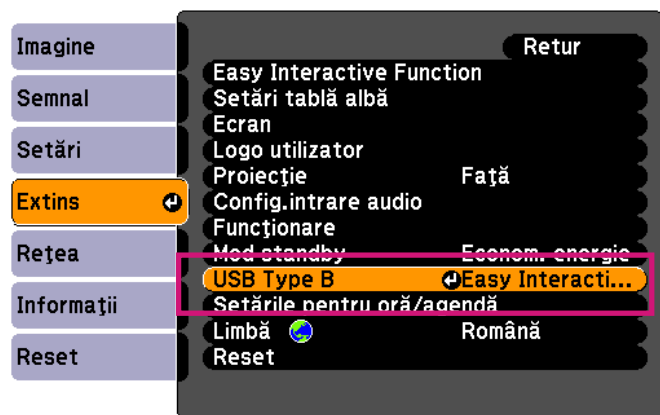 Imagine
Semnal
Setări
Extins
Reţea
Informaţii
Reset
Retur
Easy Interactive Function
Setări tablă albă
Ecran
Logo utilizator
Proiecţie Faţă
Config.intrare audio
Funcţionare
Mod standby Econom. energie
USB Type B Easy Interacti...
Setările pentru oră/agendă
Limbă Română
Reset